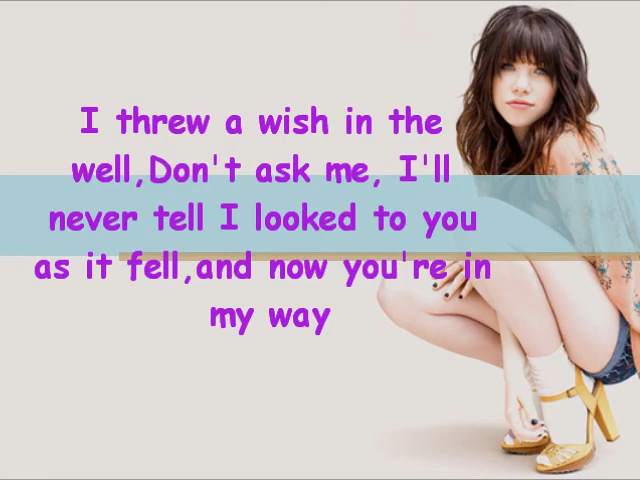 I threw a wish in the
well,Don't ask me, I'll
never tell I looked to you
as it fell,and now you're in
my way